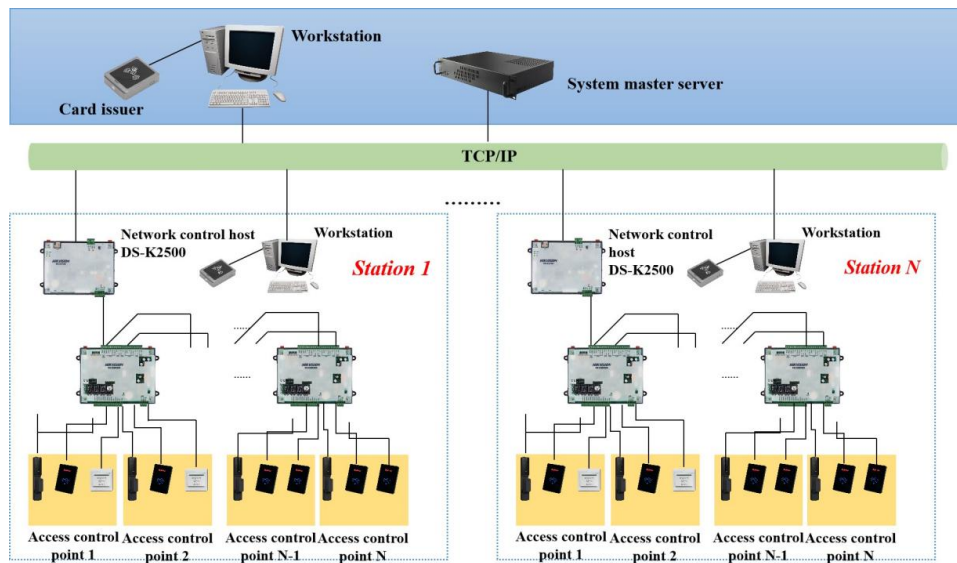 Workstation
Card issuer
System master server
TCP/IP
.........
Network control host
DS-K2500
Workstation
Station 1
Network control
host
DS-K2500
Workstation
Station N
Access control
point 1
Access control
point 2
Access control
point N-1
Access control
point N
Access control
point 1
Access control
point 2
Access control
point N-1
Access control
point N